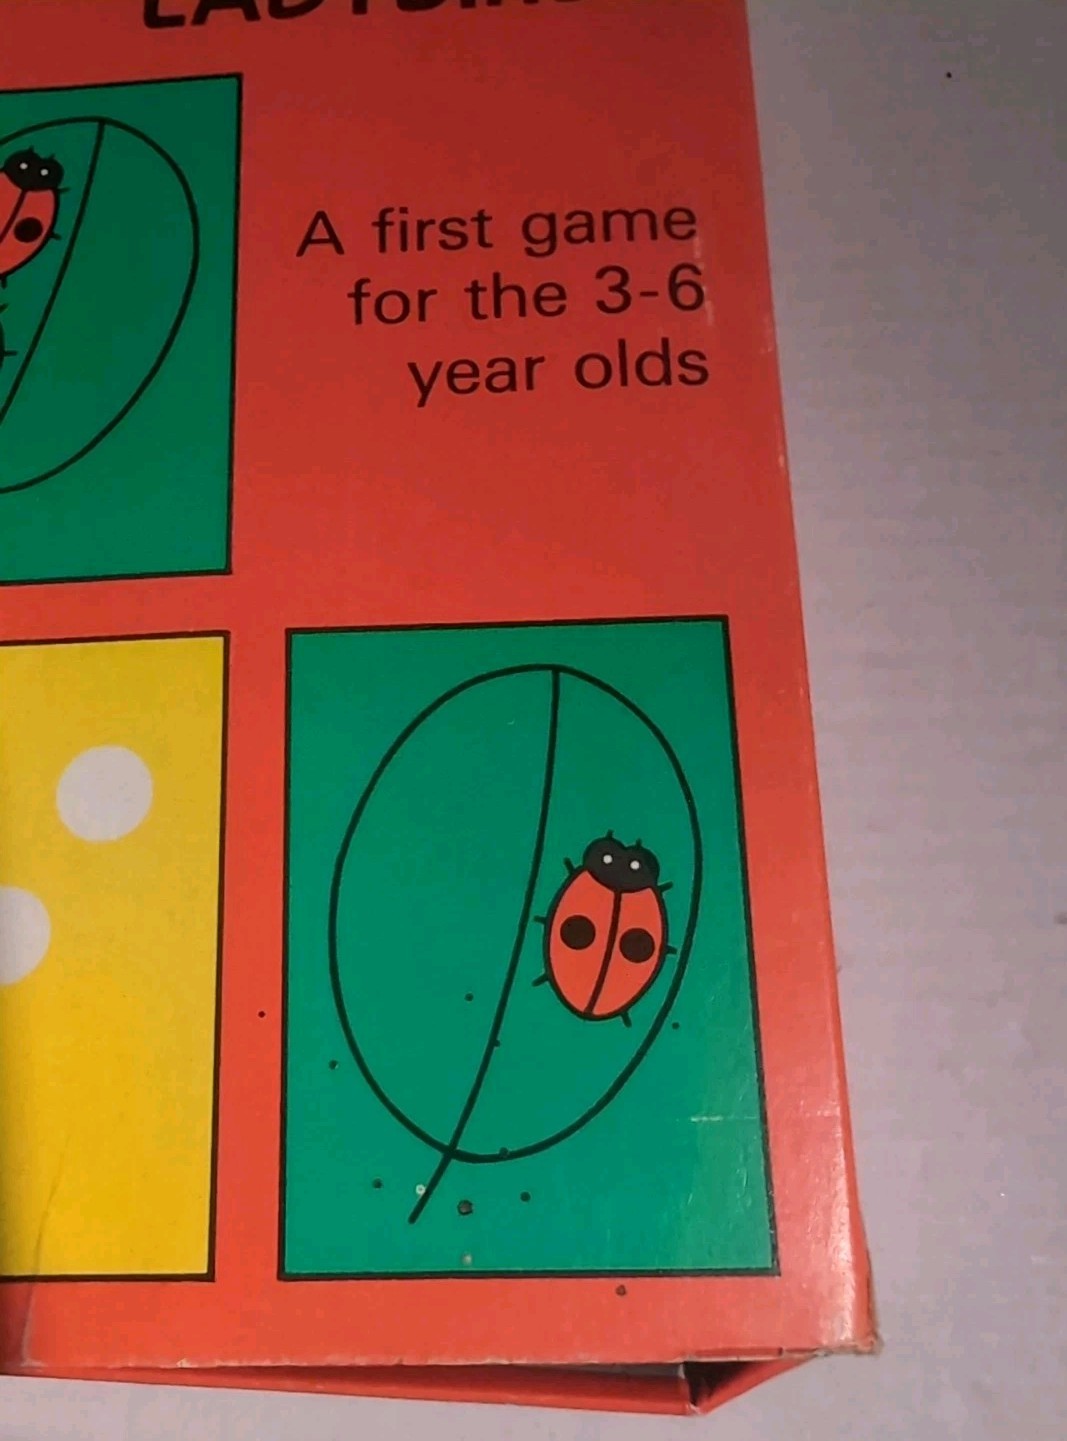 A first game
for the 3-6
year olds